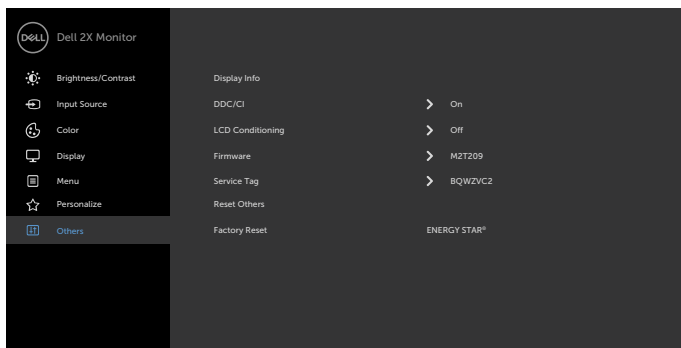 DELL Dell 2X Monitor
Brightness/Contrast Display Info
Input Source DDC/CI On
Color LCD Conditioning Off
Display Firmware M2T209
Menu Service Tag BQWZVC2
Personalize Reset Others
Others Factory Reset ENERGY STAR®